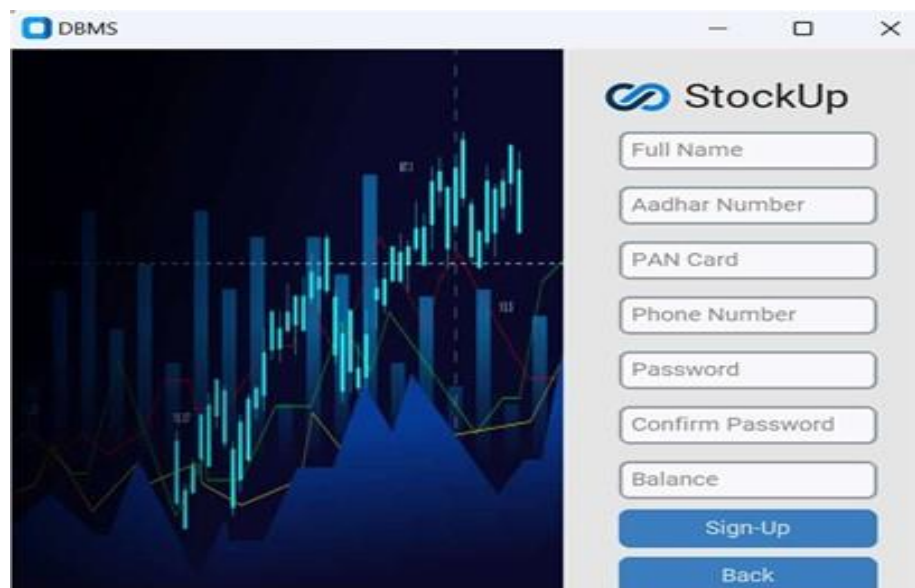 DBMS
StockUp
Full Name
Aadhar Number
PAN Card
Phone Number
Password
Confirm Password
Balance
Sign-Up
Back